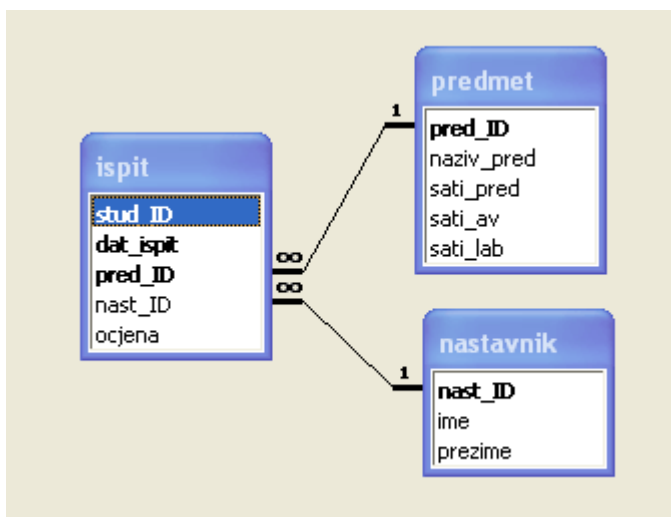 ispit
stud_ID
dat_ispit
pred_ID
nast_ID
ocjena
∞
∞
1
predmet
pred_ID
naziv_pred
sati_pred
sati_av
sati_lab
1
nastavnik
nast_ID
ime
prezime